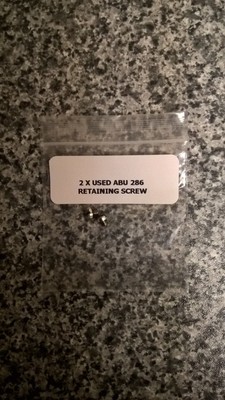 2 X USED ABU 286
RETAINING SCREW